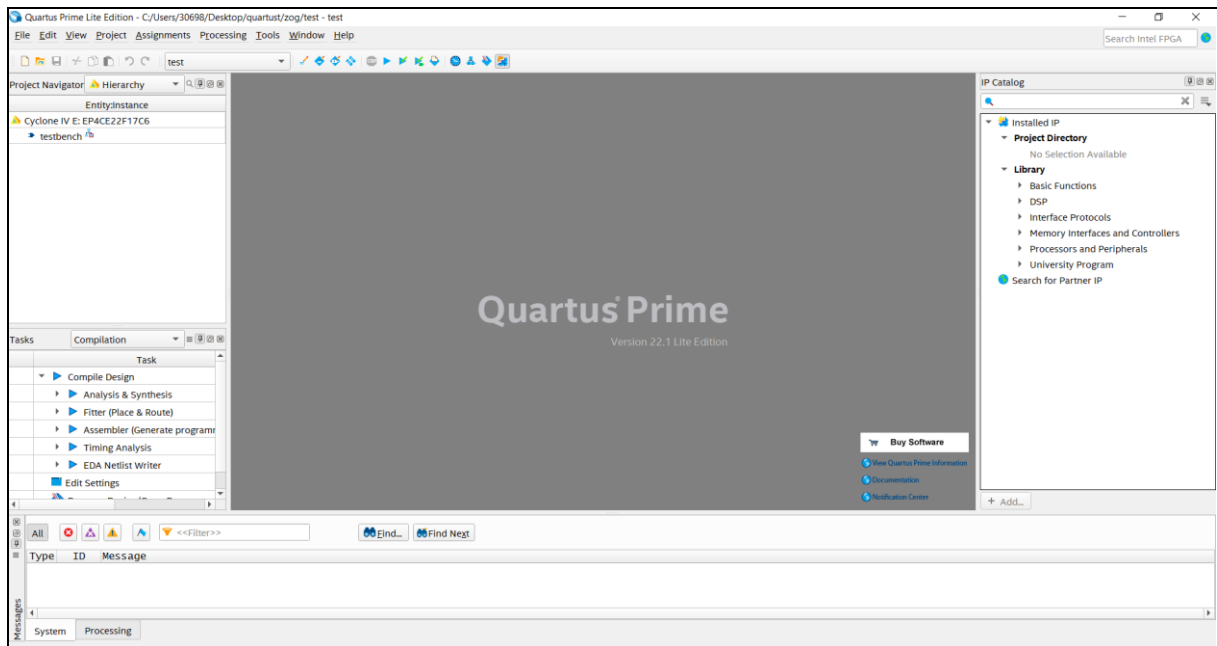 Quartus Prime Lite Edition - C:/Users/30698/Desktop/quartust/zog/test - test
File Edit View Project Assignments Processing Tools Window Help
Search Intel FPGA
test
Project Navigator Hierarchy
Entity:Instance
Cyclone IV E: EP4CE22F17C6
testbench
Tasks Compilation
Task
Compile Design
Analysis & Synthesis
Fitter (Place & Route)
Assembler (Generate programm
Timing Analysis
EDA Netlist Writer
Edit Settings
Quartus Prime
Version 22.1 Lite Edition
Buy Software
View Quartus Prime Information
Documentation
Notification Center
IP Catalog
Installed IP
Project Directory
No Selection Available
Library
Basic Functions
DSP
Interface Protocols
Memory Interfaces and Controllers
Processors and Peripherals
University Program
Search for Partner IP
+ Add...
All <<Filter>> Find... Find Next
Type ID Message
Messages
System Processing